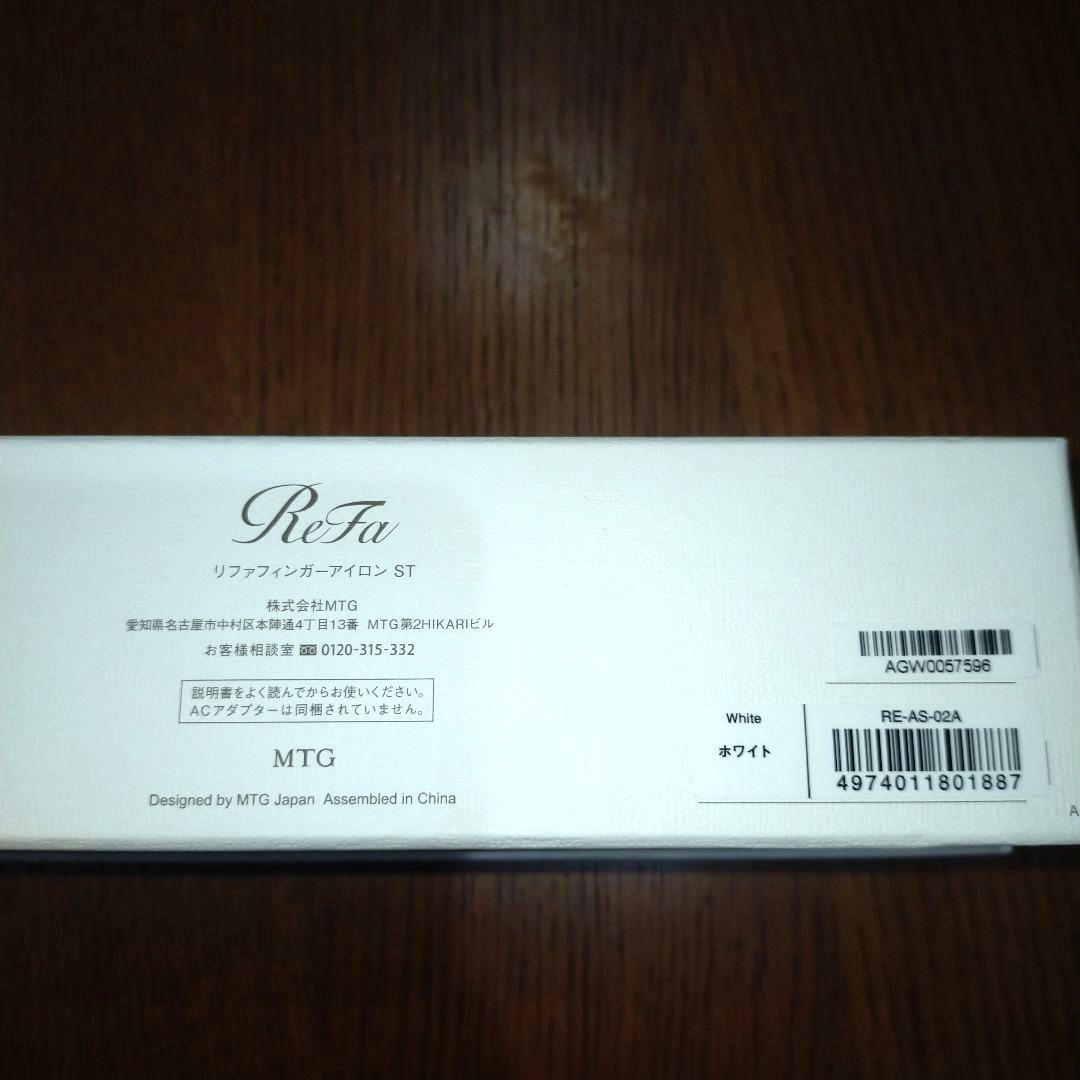 ReFa
リファフィンガーアイロン ST
株式会社MTG
愛知県名古屋市中村区本陣通4丁目13番 MTG第2HIKARIビル
お客様相談室 0120-315-332
説明書をよく読んでからお使いください。
ACアダプターは同梱されていません。
MTG
Designed by MTG Japan Assembled in China
AGW0057596
White
ホワイト
RE-AS-02A
4974011801887
A